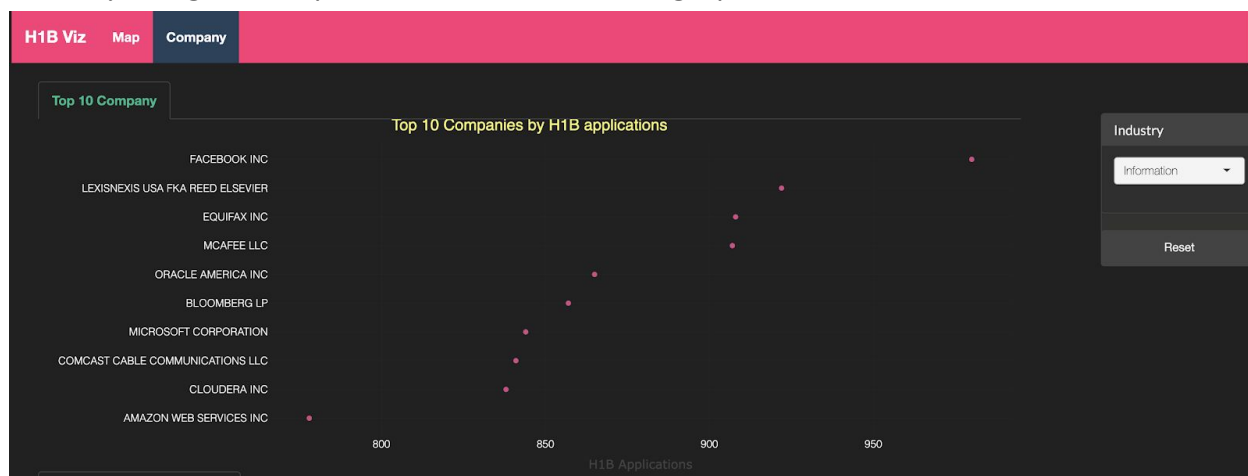 H1B Viz Map Company
Top 10 Company
Top 10 Companies by H1B applications
Industry
Information
Reset
FACEBOOK INC
LEXISNEXIS USA FKA REED ELSEVIER
EQUIFAX INC
MCAFEE LLC
ORACLE AMERICA INC
BLOOMBERG LP
MICROSOFT CORPORATION
COMCAST CABLE COMMUNICATIONS LLC
CLOUDERA INC
AMAZON WEB SERVICES INC
800 850 900 950
H1B Applications